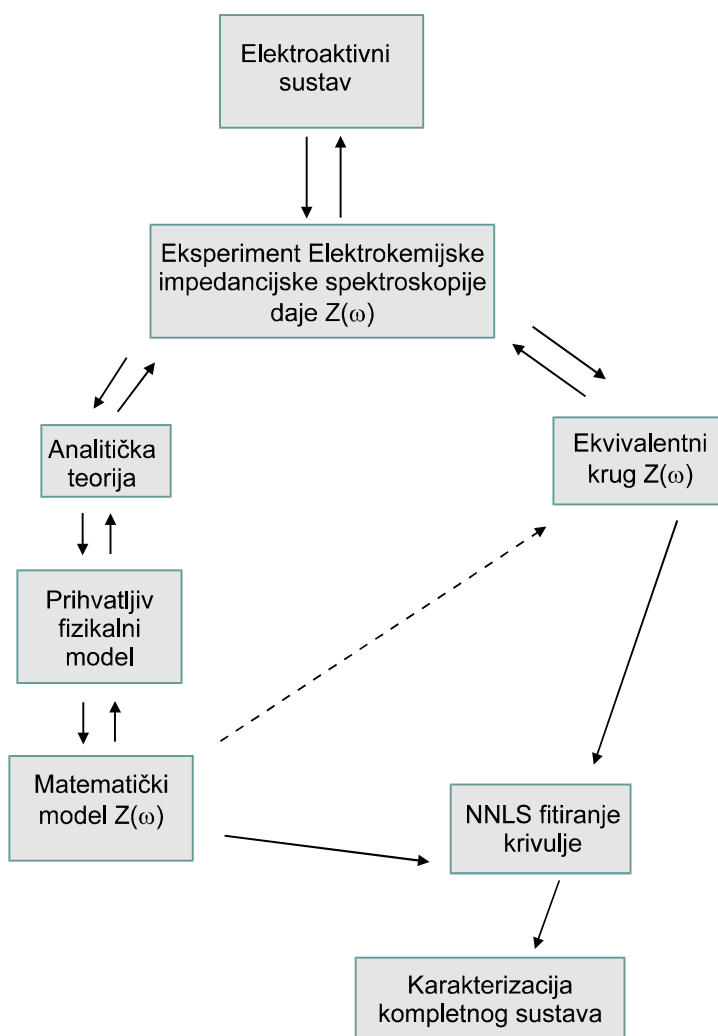 Elektroaktivni
sustav
Eksperiment Elektrokemijske
impedancijske spektroskopije
daje Z(ω)
Analitička
teorija
Ekvivalentni
krug Z(ω)
Prihvatljiv
fizikalni
model
Matematički
model Z(ω)
NNLS fitiranje
krivulje
Karakterizacija
kompletnog sustava